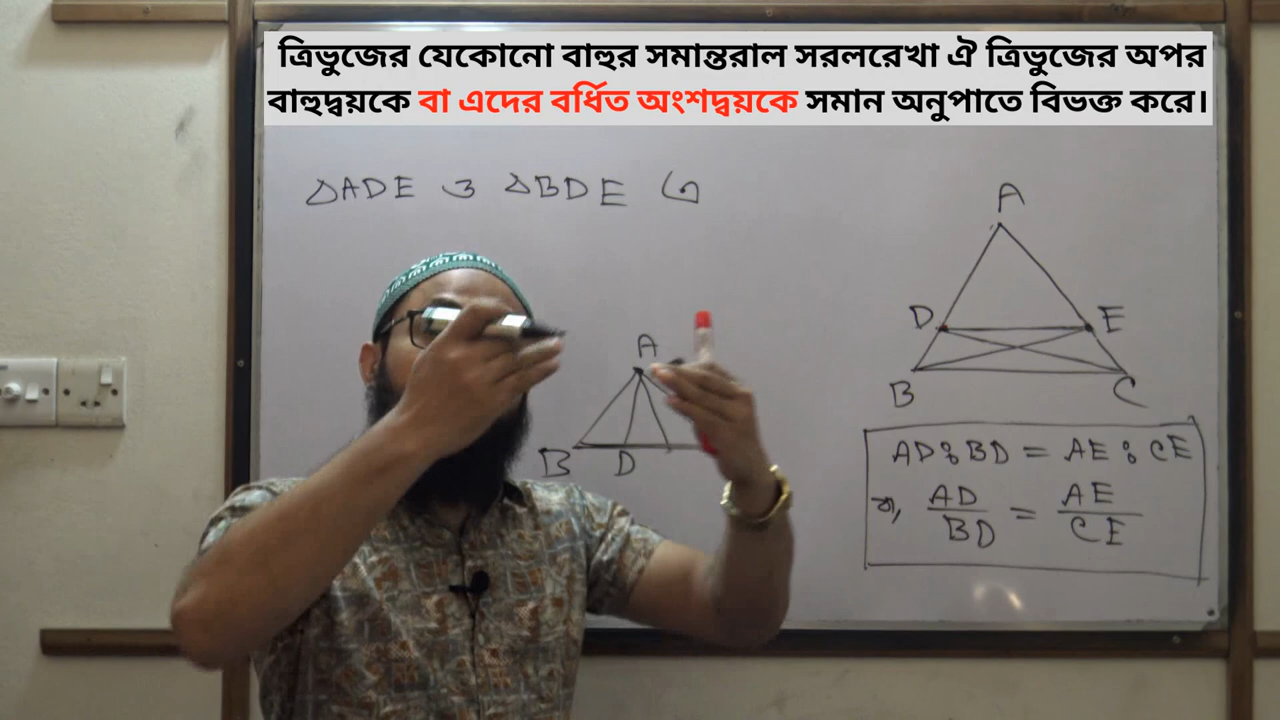 ত্রিভুজের যেকোনো বাহুর সমান্তরাল সরলরেখা ঐ ত্রিভুজের অপর
বাহুদ্বয়কে বা এদের বর্ধিত অংশদ্বয়কে সমান অনুপাতে বিভক্ত করে।
△ADE ও △BDE এ
A
D E
B C
A
B D
AD : BD = AE : CE
বা, AD/BD = AE/CE